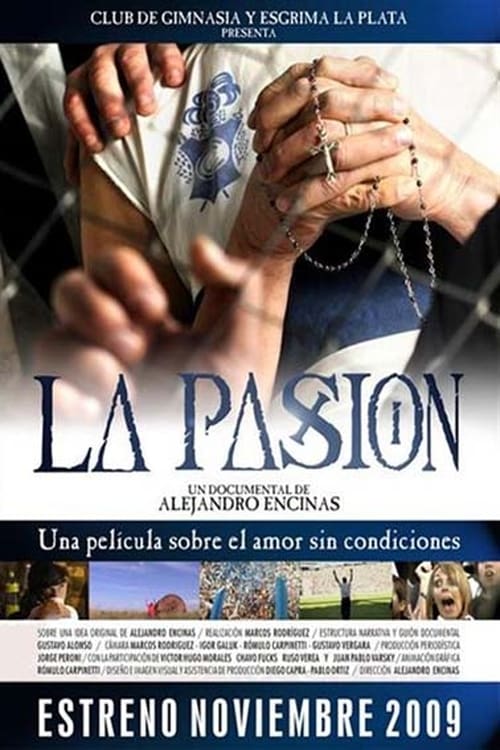 CLUB DE GIMNASIA Y ESGRIMA LA PLATA
PRESENTA
LA PASION
UN DOCUMENTAL DE
ALEJANDRO ENCINAS
Una película sobre el amor sin condiciones
SOBRE UNA IDEA ORIGINAL DE ALEJANDRO ENCINAS / REALIZACIÓN MARCOS RODRÍGUEZ / ESTRUCTURA NARRATIVA Y GUIÓN DOCUMENTAL
GUSTAVO ALONSO / CÁMARA MARCOS RODRIGUEZ - IGOR GALUK - RÓMULO CARPINETTI - GUSTAVO VERGARA / PRODUCCIÓN PERIODÍSTICA
JORGE PERONI / CON LA PARTICIPACIÓN DE VICTOR HUGO MORALES CHAVO FUCKS RUSO VEREA Y JUAN PABLO VARSKY / ANIMACIÓN GRÁFICA
RÓMULO CARPINETTI / DISEÑO E IMAGEN VISUAL Y ASISTENCIA DE PRODUCCIÓN DIEGO CAPRA - PABLO ORTIZ / DIRECCIÓN ALEJANDRO ENCINAS
ESTRENO NOVIEMBRE 2009